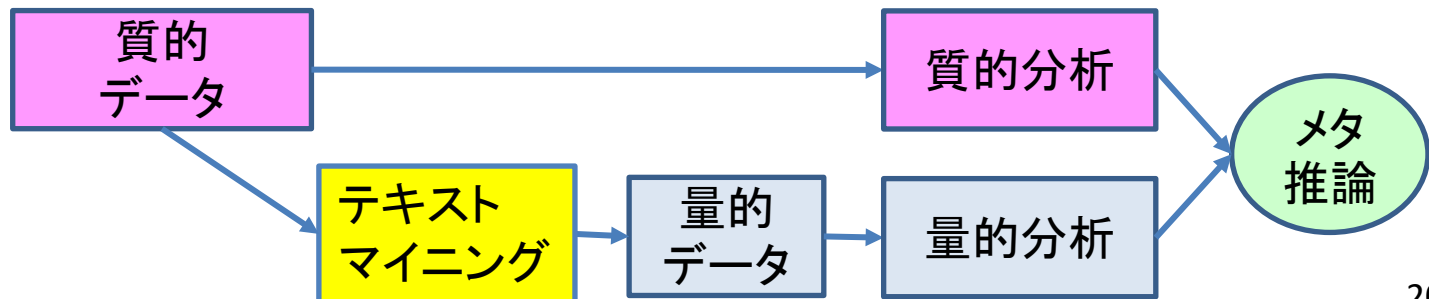 質的
データ
質的分析
メタ
推論
テキスト
マイニング
量的
データ
量的分析